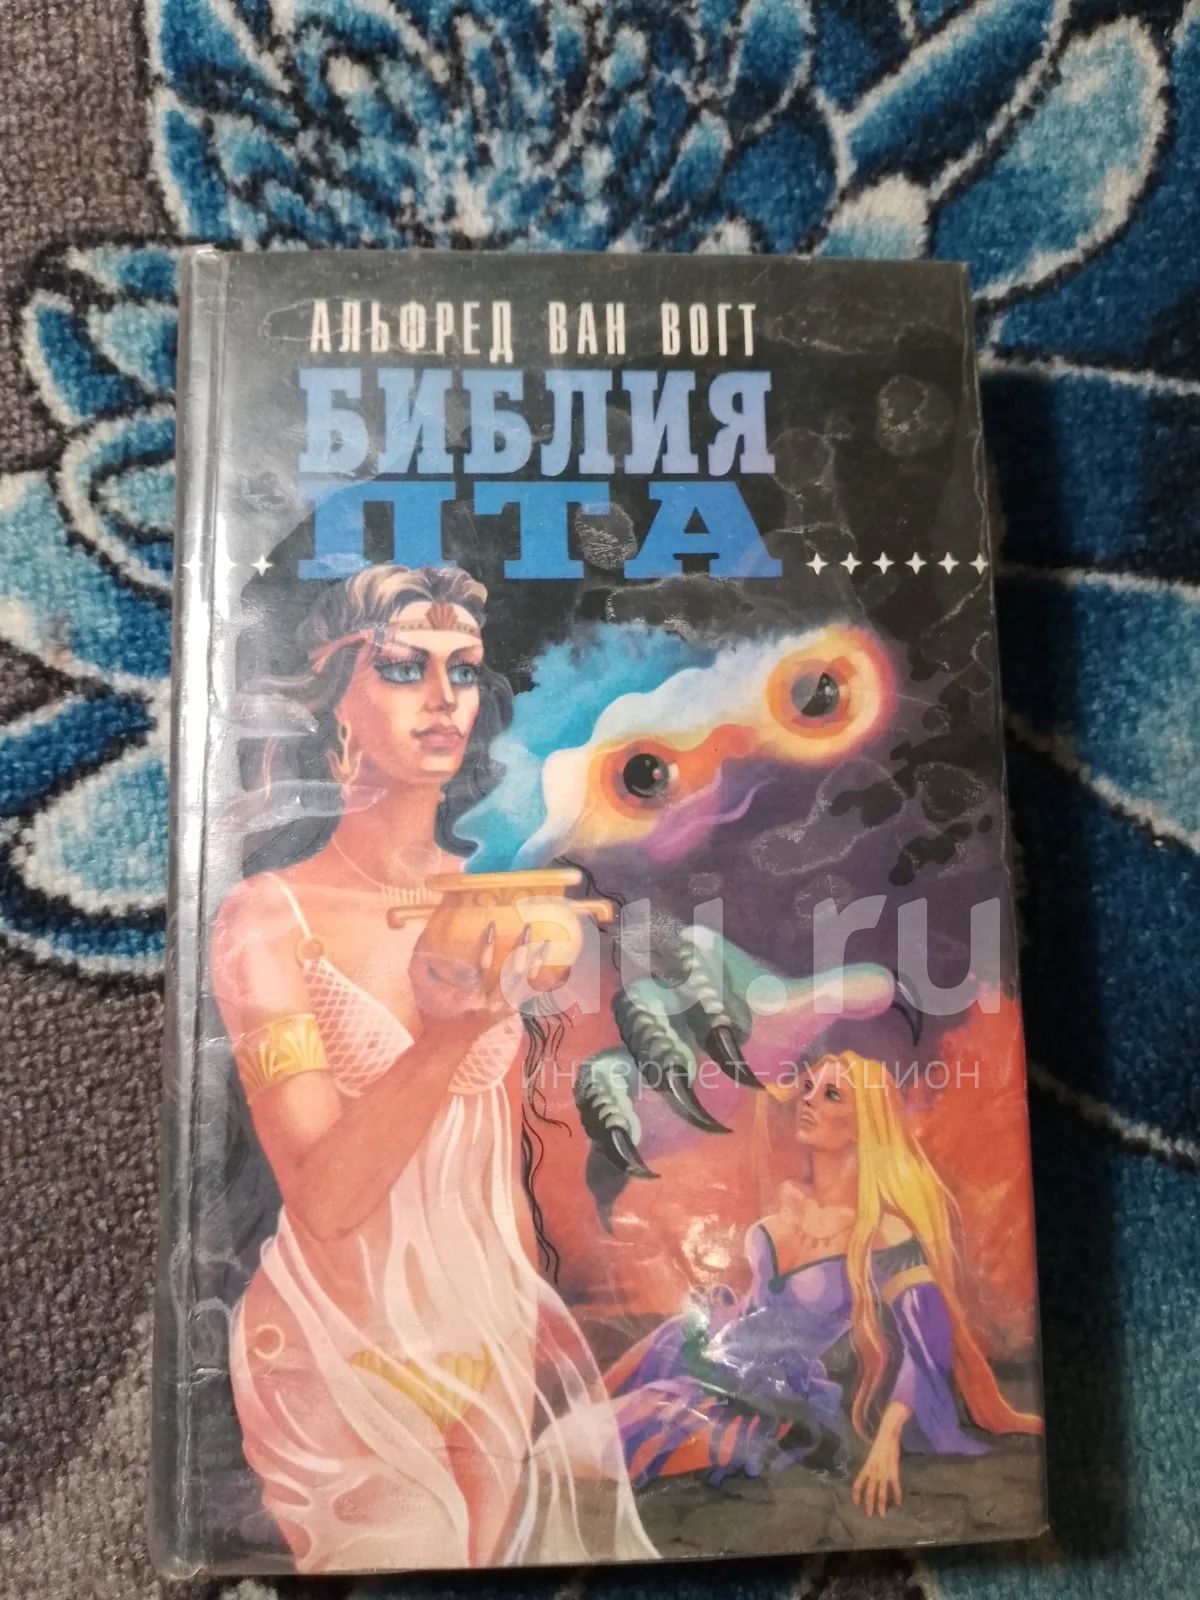 АЛЬФРЕД ВАН ВОГТ
БИБЛИЯ
ПТА
au.ru
интернет-аукцион